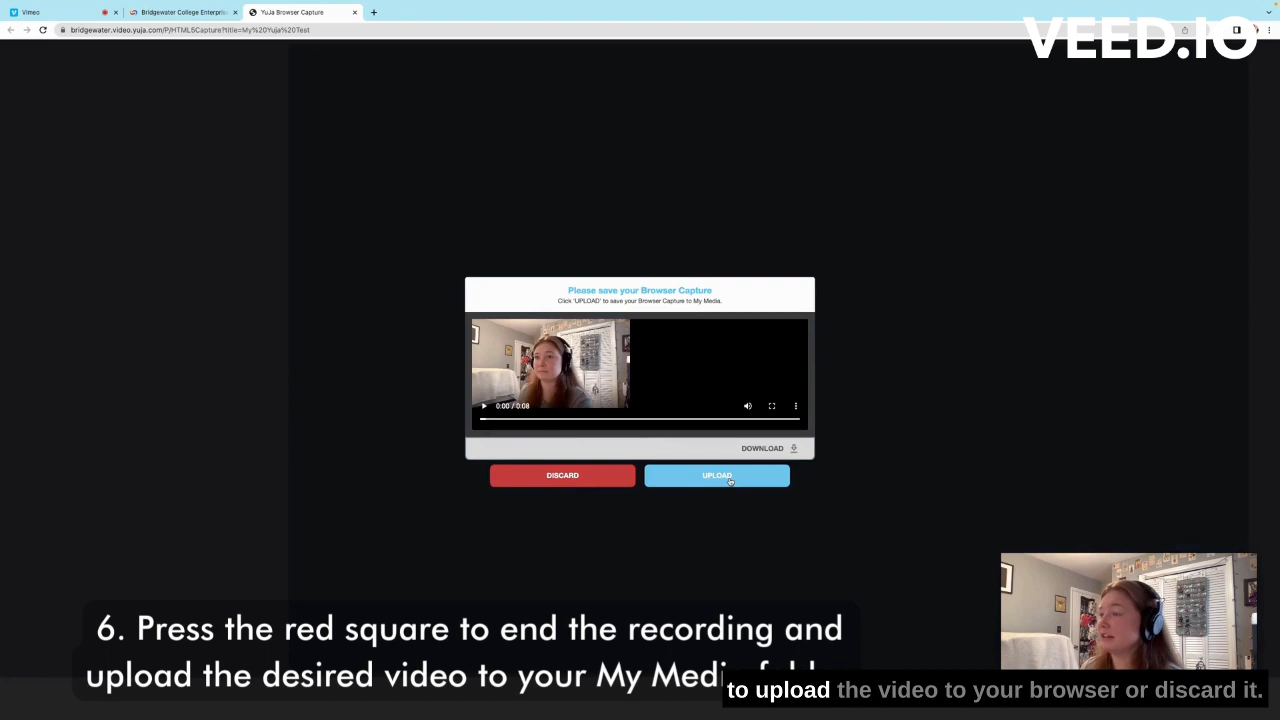 Vimeo
Bridgewater College Enterpris
YuJa Browser Capture
bridgewater.video.yuja.com/P/HTML5Capture?title=My%20Yuja%20Test
VEED.IO
Please save your Browser Capture
Click 'UPLOAD' to save your Browser Capture to My Media.
0:00 / 0:08
DOWNLOAD
DISCARD
UPLOAD
6. Press the red square to end the recording and
upload the desired video to your My Medi
to upload the video to your browser or discard it.